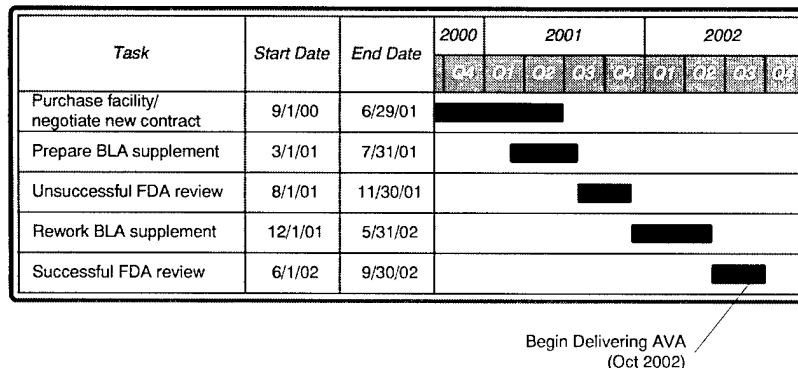 Task Start Date End Date 2000 2001 2002
Q4 Q1 Q2 Q3 Q4 Q1 Q2 Q3 Q4
Purchase facility/
negotiate new contract 9/1/00 6/29/01
Prepare BLA supplement 3/1/01 7/31/01
Unsuccessful FDA review 8/1/01 11/30/01
Rework BLA supplement 12/1/01 5/31/02
Successful FDA review 6/1/02 9/30/02
Begin Delivering AVA
(Oct 2002)